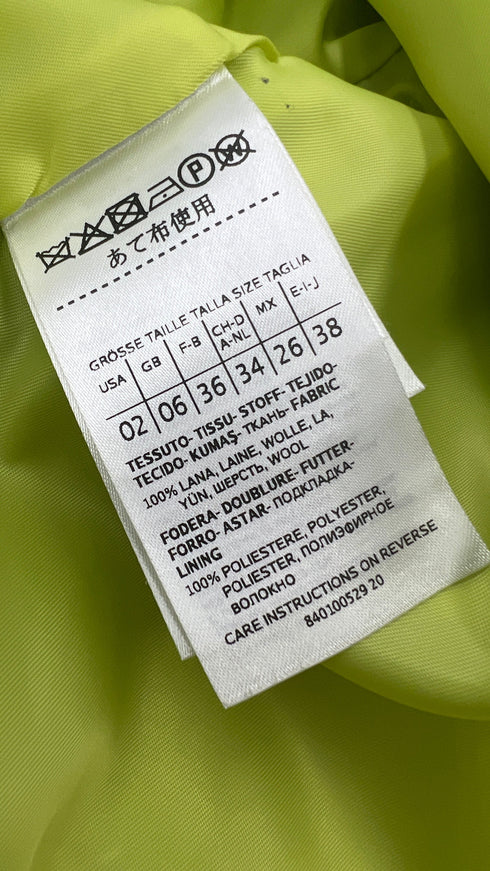 P W
あて布使用
GRÖSSE TAILLE TALLA SIZE TAGLIA
USA GB F-B CH-D A-NL MX E-I-J
02 06 36 34 26 38
TESSUTO- TISSU- STOFF- TEJIDO-
TECIDO- KUMAŞ- ТКАНЬ- FABRIC
100% LANA, LAINE, WOLLE, LA,
YÜN, ШЕРСТЬ, WOOL
FODERA- DOUBLURE- FUTTER-
FORRO- ASTAR- ПОДКЛАДКА-
LINING
100% POLIESTERE, POLYESTER,
POLIESTER, ПОЛИЭФИРНОЕ
ВОЛОКНО
CARE INSTRUCTIONS ON REVERSE
840100529 20